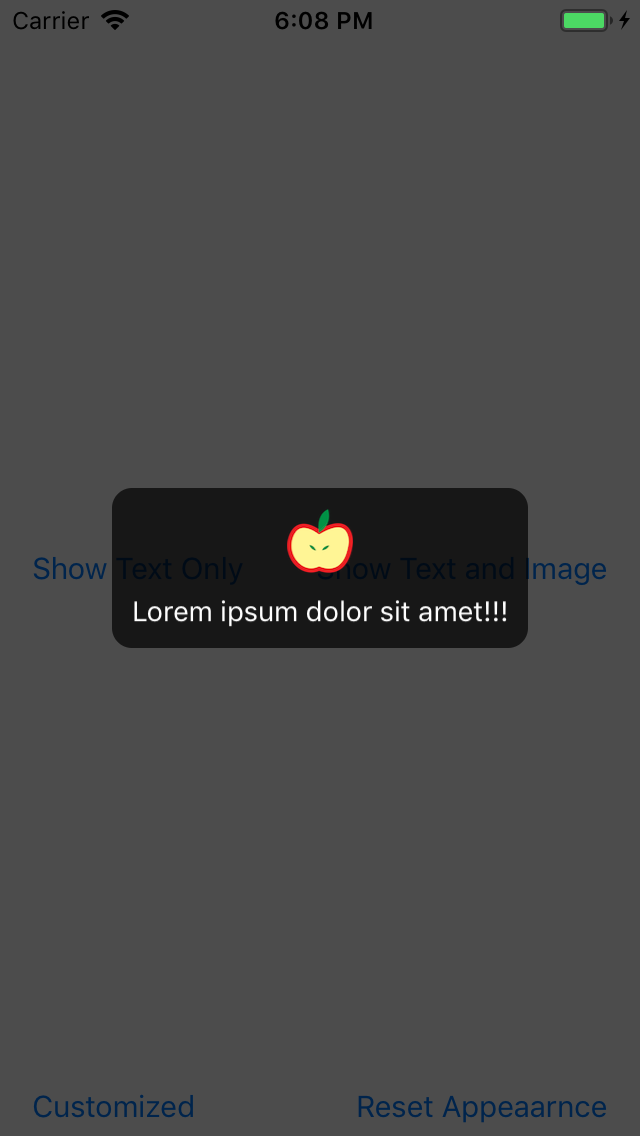 Carrier 6:08 PM
Show Text Only Show Text and Image
Lorem ipsum dolor sit amet!!!
Customized Reset Appeaarnce